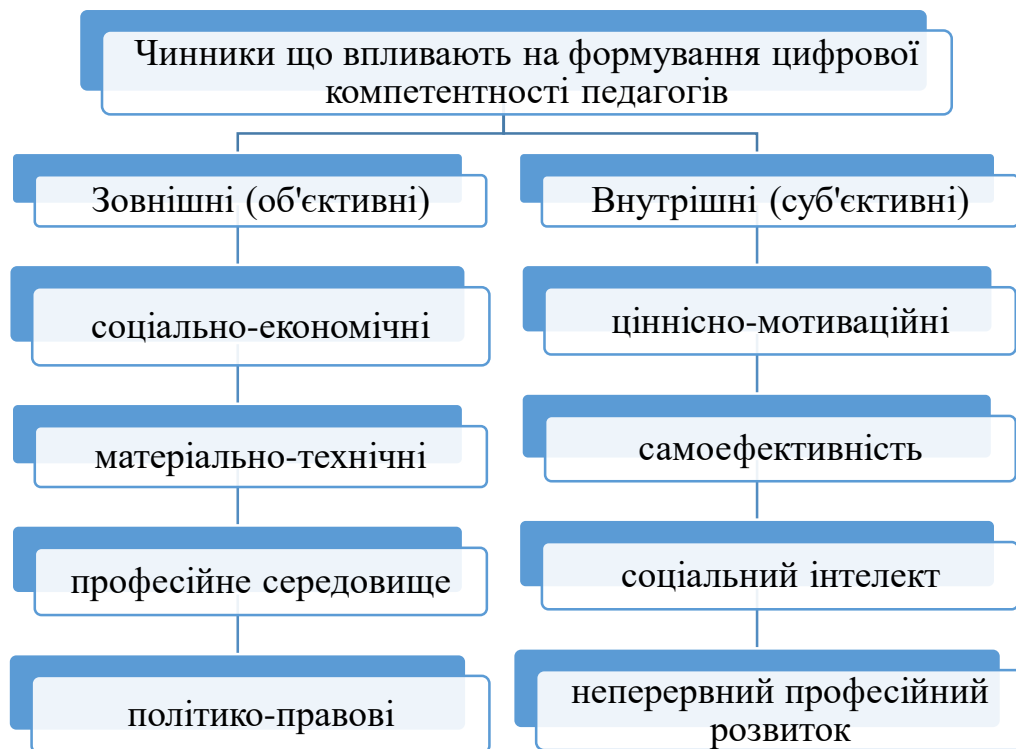 Чинники що впливають на формування цифрової
компетентності педагогів
Зовнішні (об'єктивні)
соціально-економічні
матеріально-технічні
професійне середовище
політико-правові
Внутрішні (суб'єктивні)
ціннісно-мотиваційні
самоефективність
соціальний інтелект
неперервний професійний
розвиток